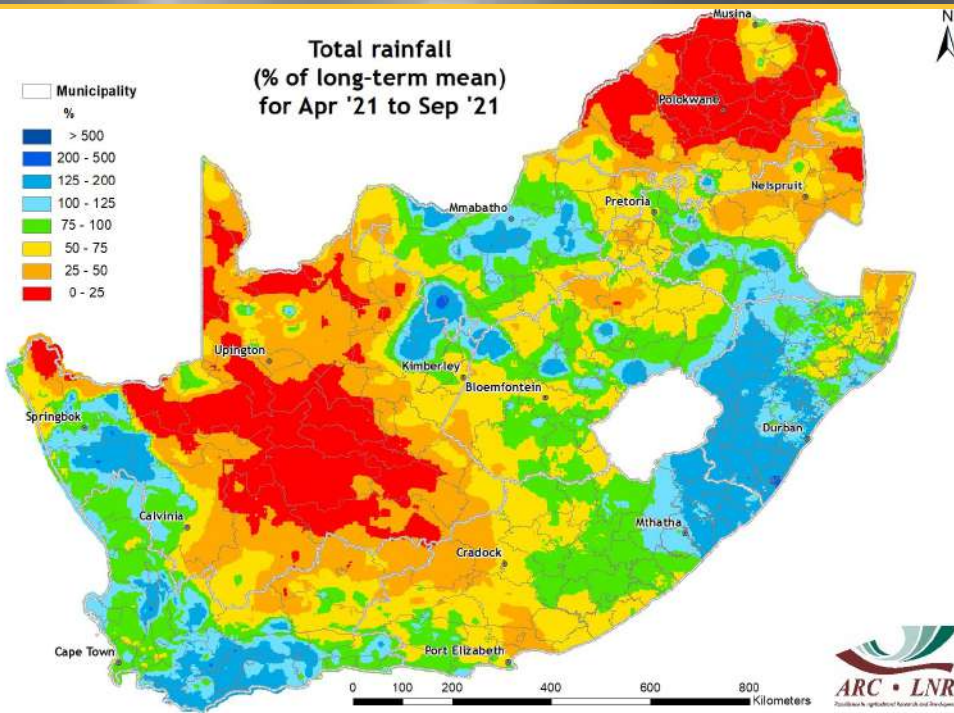 Total rainfall
(% of long-term mean)
for Apr '21 to Sep '21
N
Municipality
%
> 500
200 - 500
125 - 200
100 - 125
75 - 100
50 - 75
25 - 50
0 - 25
Musina
Polokwane
Nelspruit
Pretoria
Mmabatho
Upington
Kimberley
Bloemfontein
Springbok
Durban
Calvinia
Mthatha
Cradock
Cape Town
Port Elizabeth
0 100 200 400 600 800
Kilometers
ARC • LNR